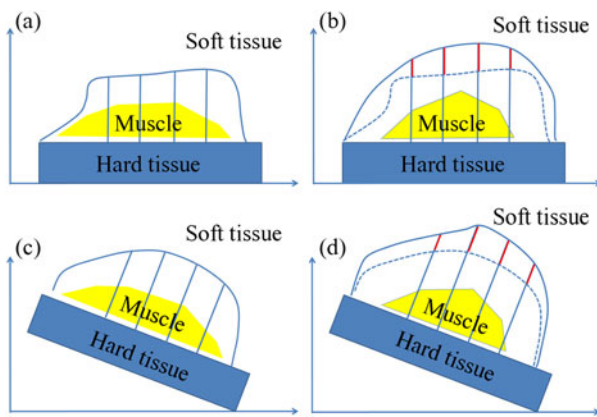 (a)
Soft tissue
Muscle
Hard tissue
(b)
Soft tissue
Muscle
Hard tissue
(c)
Soft tissue
Muscle
Hard tissue
(d)
Soft tissue
Muscle
Hard tissue